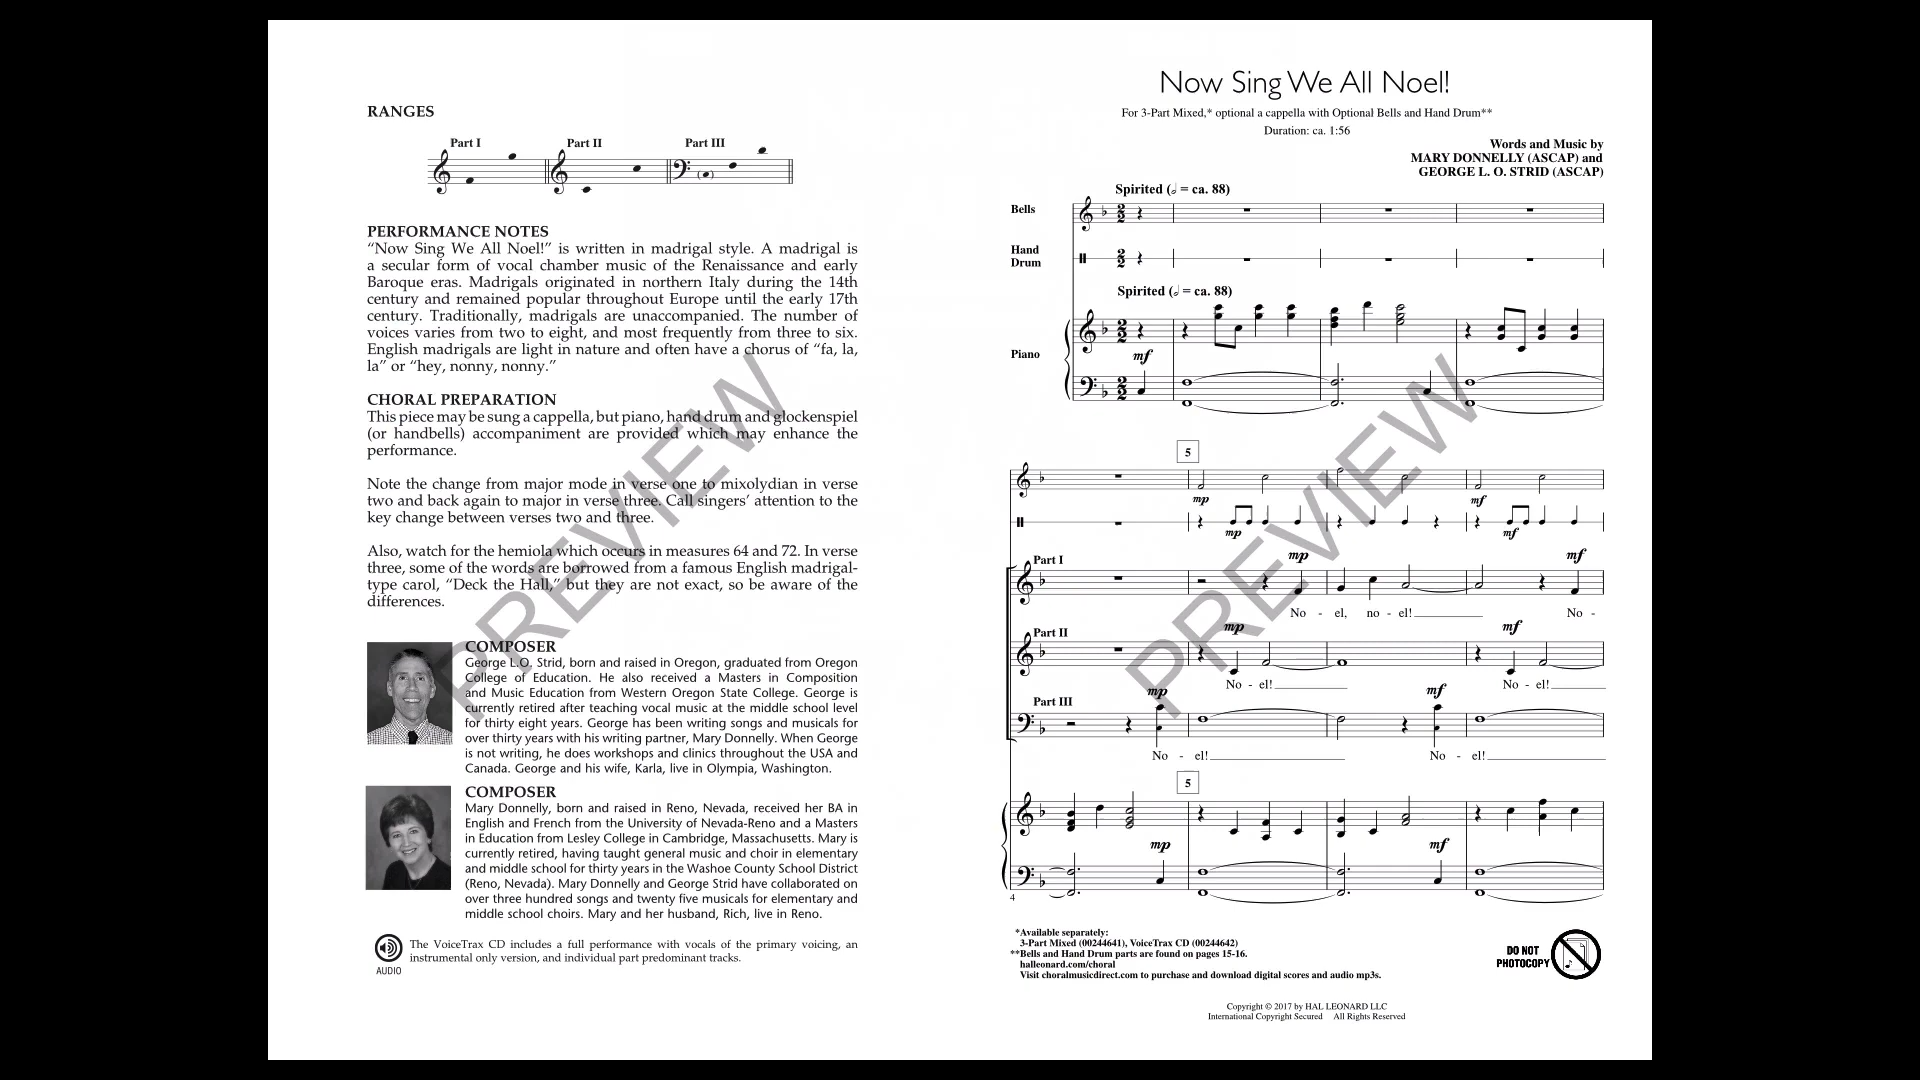 RANGES
Part I
Part II
Part III
PERFORMANCE NOTES
“Now Sing We All Noel!” is written in madrigal style. A madrigal is
a secular form of vocal chamber music of the Renaissance and early
Baroque eras. Madrigals originated in northern Italy during the 14th
century and remained popular throughout Europe until the early 17th
century. Traditionally, madrigals are unaccompanied. The number of
voices varies from two to eight, and most frequently from three to six.
English madrigals are light in nature and often have a chorus of “fa, la,
la” or “hey, nonny, nonny.”
CHORAL PREPARATION
This piece may be sung a cappella, but piano, hand drum and glockenspiel
(or handbells) accompaniment are provided which may enhance the
performance.
Note the change from major mode in verse one to mixolydian in verse
two and back again to major in verse three. Call singers’ attention to the
key change between verses two and three.
Also, watch for the hemiola which occurs in measures 64 and 72. In verse
three, some of the words are borrowed from a famous English madrigal-
type carol, “Deck the Hall,” but they are not exact, so be aware of the
differences.
COMPOSER
George L.O. Strid, born and raised in Oregon, graduated from Oregon
College of Education. He also received a Masters in Composition
and Music Education from Western Oregon State College. George is
currently retired after teaching vocal music at the middle school level
for thirty eight years. George has been writing songs and musicals for
over thirty years with his writing partner, Mary Donnelly. When George
is not writing, he does workshops and clinics throughout the USA and
Canada. George and his wife, Karla, live in Olympia, Washington.
COMPOSER
Mary Donnelly, born and raised in Reno, Nevada, received her BA in
English and French from the University of Nevada-Reno and a Masters
in Education from Lesley College in Cambridge, Massachusetts. Mary is
currently retired, having taught general music and choir in elementary
and middle school for thirty years in the Washoe County School District
(Reno, Nevada). Mary Donnelly and George Strid have collaborated on
over three hundred songs and twenty five musicals for elementary and
middle school choirs. Mary and her husband, Rich, live in Reno.
AUDIO
The VoiceTrax CD includes a full performance with vocals of the primary voicing, an
instrumental only version, and individual part predominant tracks.
PREVIEW
Now Sing We All Noel!
For 3-Part Mixed,* optional a cappella with Optional Bells and Hand Drum**
Duration: ca. 1:56
Words and Music by
MARY DONNELLY (ASCAP) and
GEORGE L. O. STRID (ASCAP)
Spirited (𝅗𝅥 = ca. 88)
Bells
Hand
Drum
Spirited (𝅗𝅥 = ca. 88)
mf
Piano
5
mp mf
mp mf
Part I
mp mf
No - el, no - el! No -
Part II
mp mf
No - el! No - el!
Part III
mp mf
No - el! No - el!
5
mp mf
4
*Available separately:
3-Part Mixed (00244641), VoiceTrax CD (00244642)
**Bells and Hand Drum parts are found on pages 15-16.
halleonard.com/choral
Visit choralmusicdirect.com to purchase and download digital scores and audio mp3s.
DO NOT
PHOTOCOPY
Copyright © 2017 by HAL LEONARD LLC
International Copyright Secured All Rights Reserved
PREVIEW